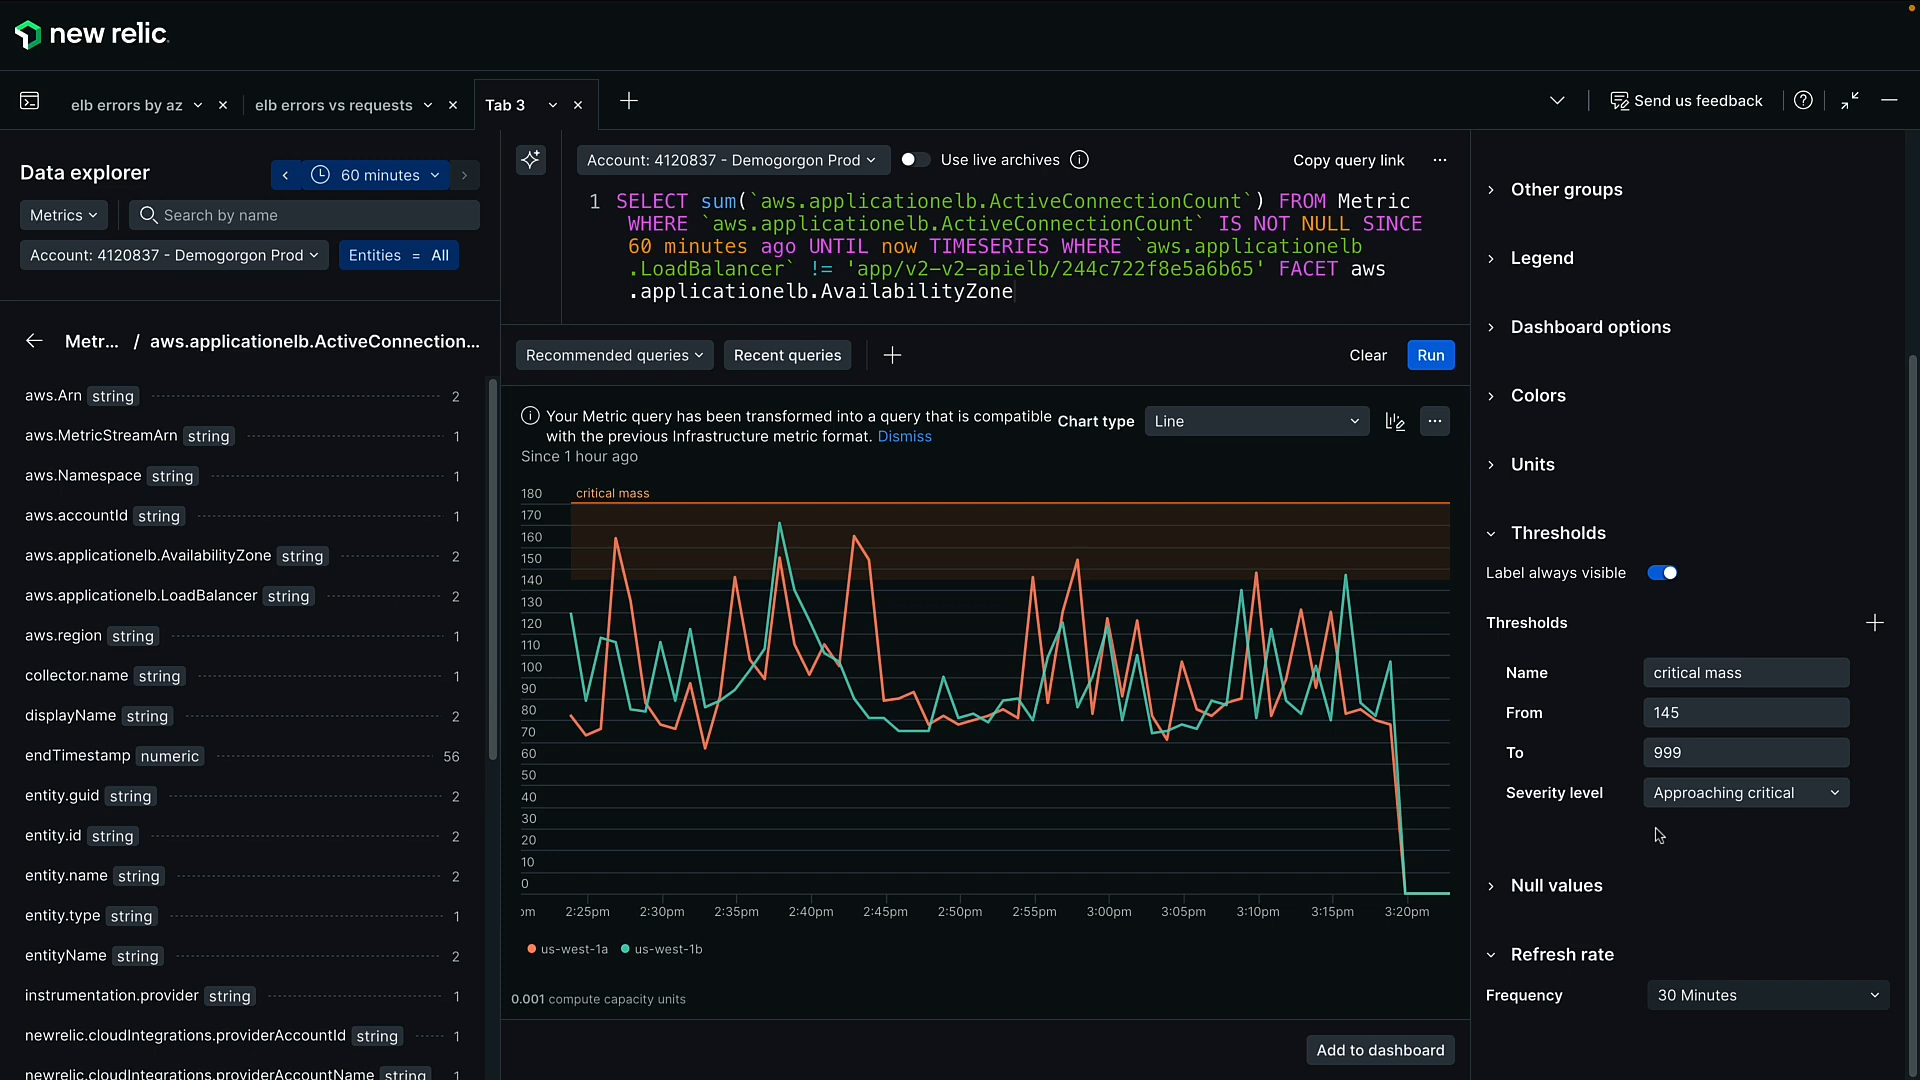 new relic
elb errors by az
elb errors vs requests
Tab 3
Send us feedback
Data explorer
60 minutes
Metrics
Search by name
Account: 4120837 - Demogorgon Prod
Entities = All
Metr... / aws.applicationelb.ActiveConnection...
aws.Arn string 2
aws.MetricStreamArn string 1
aws.Namespace string 1
aws.accountId string 1
aws.applicationelb.AvailabilityZone string 2
aws.applicationelb.LoadBalancer string 2
aws.region string 1
collector.name string 1
displayName string 2
endTimestamp numeric 56
entity.guid string 2
entity.id string 2
entity.name string 2
entity.type string 1
entityName string 2
instrumentation.provider string 1
newrelic.cloudIntegrations.providerAccountId string 1
newrelic.cloudIntegrations.providerAccountName string 1
Account: 4120837 - Demogorgon Prod
Use live archives
Copy query link
1 SELECT sum(`aws.applicationelb.ActiveConnectionCount`) FROM Metric
WHERE `aws.applicationelb.ActiveConnectionCount` IS NOT NULL SINCE
60 minutes ago UNTIL now TIMESERIES WHERE `aws.applicationelb
.LoadBalancer` != 'app/v2-v2-apielb/244c722f8e5a6b65' FACET aws
.applicationelb.AvailabilityZone
Recommended queries
Recent queries
Clear
Run
Your Metric query has been transformed into a query that is compatible
with the previous Infrastructure metric format. Dismiss
Chart type
Line
Since 1 hour ago
critical mass
180
170
160
150
140
130
120
110
100
90
80
70
60
50
40
30
20
10
0
pm 2:25pm 2:30pm 2:35pm 2:40pm 2:45pm 2:50pm 2:55pm 3:00pm 3:05pm 3:10pm 3:15pm 3:20pm
us-west-1a us-west-1b
0.001 compute capacity units
Add to dashboard
Other groups
Legend
Dashboard options
Colors
Units
Thresholds
Label always visible
Thresholds
Name critical mass
From 145
To 999
Severity level Approaching critical
Null values
Refresh rate
Frequency 30 Minutes